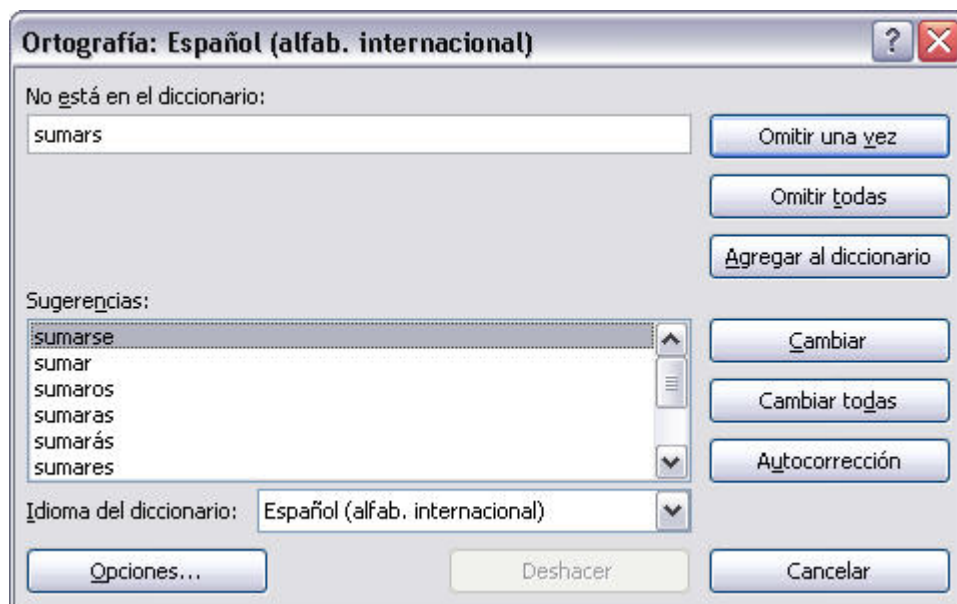 Ortografía: Español (alfab. internacional)
No está en el diccionario:
sumars
Omitir una vez
Omitir todas
Agregar al diccionario
Sugerencias:
sumarse
sumar
sumaros
sumaras
sumarás
sumares
Cambiar
Cambiar todas
Autocorrección
Idioma del diccionario: Español (alfab. internacional)
Opciones... Deshacer Cancelar